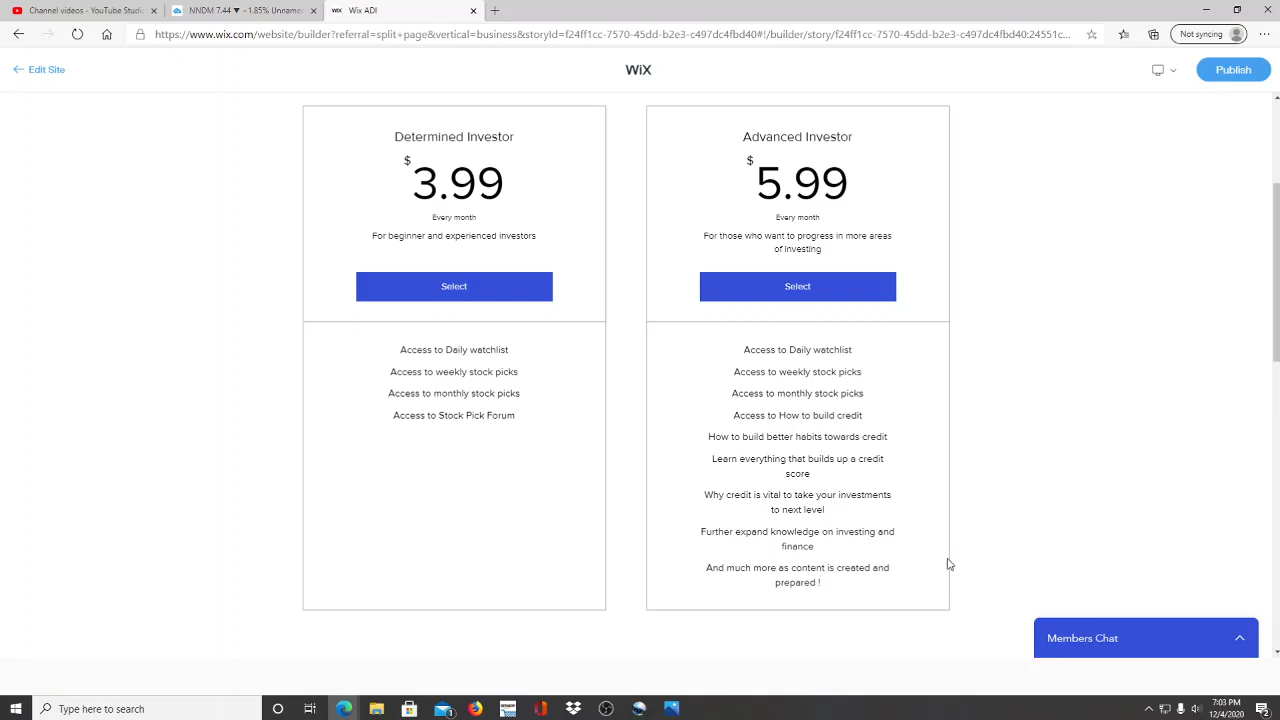 Channel videos - YouTube Studio
NNDM 7.44 ▼ −1.85% Unnamed
WiX Wix ADI
https://www.wix.com/website/builder?referral=split+page&vertical=business&storyId=f24ff1cc-7570-45dd-b2e3-c497dc4fbd40#!/builder/story/f24ff1cc-7570-45dd-b2e3-c497dc4fbd40:24551c...
Not syncing
Edit Site
WiX
Publish
Determined Investor
$
3.99
Every month
For beginner and experienced investors
Select
Access to Daily watchlist
Access to weekly stock picks
Access to monthly stock picks
Access to Stock Pick Forum
Advanced Investor
$
5.99
Every month
For those who want to progress in more areas
of investing
Select
Access to Daily watchlist
Access to weekly stock picks
Access to monthly stock picks
Access to How to build credit
How to build better habits towards credit
Learn everything that builds up a credit
score
Why credit is vital to take your investments
to next level
Further expand knowledge on investing and
finance
And much more as content is created and
prepared !
Members Chat
Type here to search
7:03 PM
12/4/2020